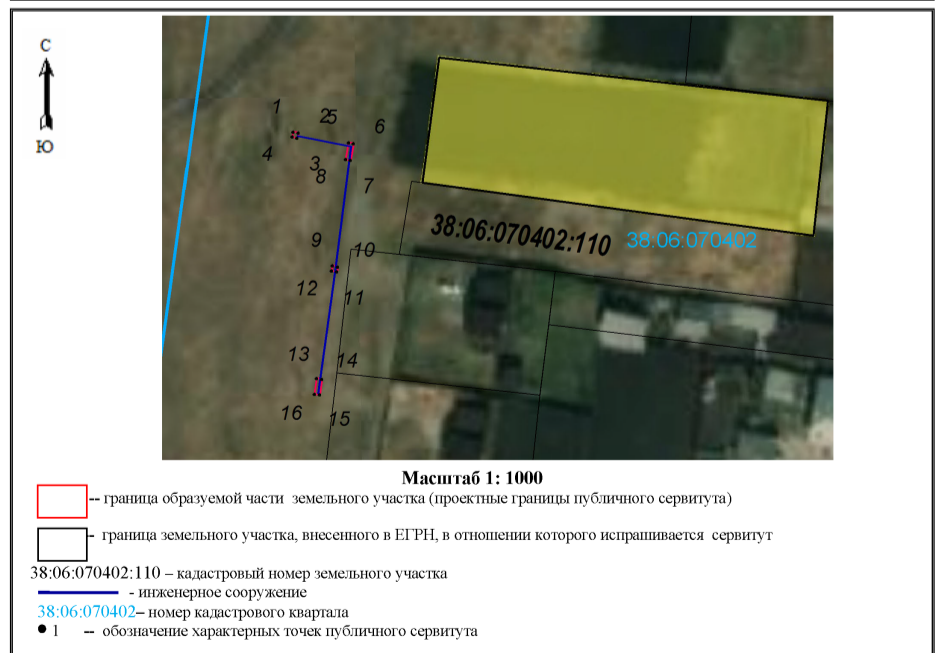 С
Ю
1
25
6
4
3
8
7
38:06:070402:110
38:06:070402
9
10
12
11
13
14
16
15
Масштаб 1: 1000
-- граница образуемой части земельного участка (проектные границы публичного сервитута)
- граница земельного участка, внесенного в ЕГРН, в отношении которого испрашивается сервитут
38:06:070402:110 – кадастровый номер земельного участка
- инженерное сооружение
38:06:070402– номер кадастрового квартала
● 1 -- обозначение характерных точек публичного сервитута